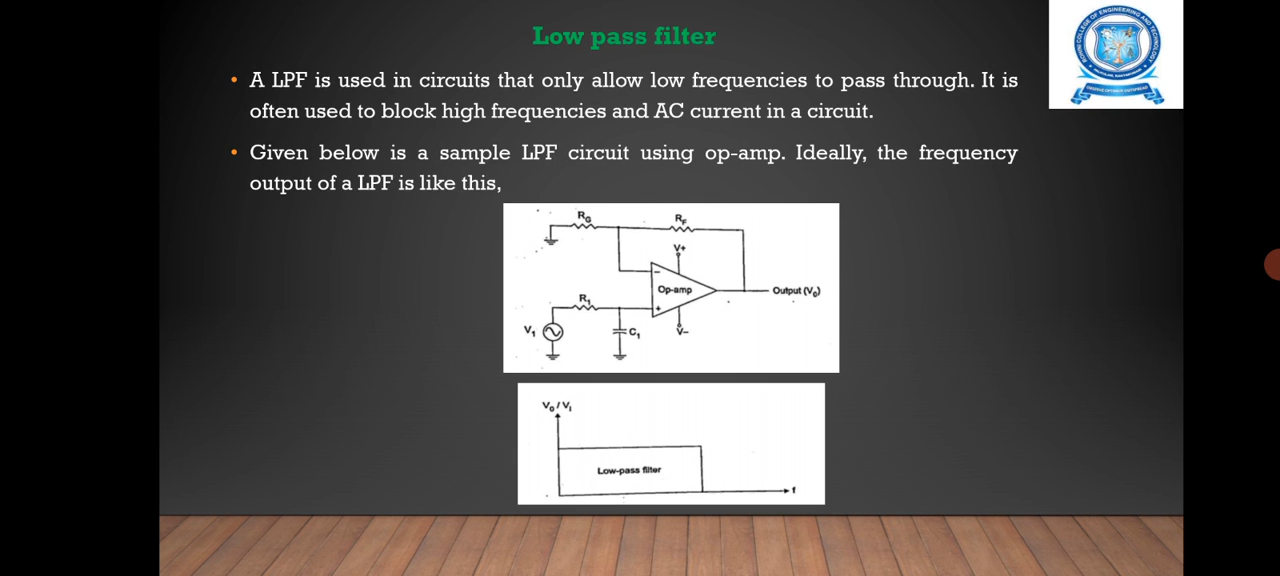 Low pass filter
• A LPF is used in circuits that only allow low frequencies to pass through. It is
often used to block high frequencies and AC current in a circuit.
• Given below is a sample LPF circuit using op-amp. Ideally, the frequency
output of a LPF is like this,
RG
RF
V+
−
Op-amp
Output (V0)
R1
+
V1
C1
V−
V0 / V1
Low-pass filter
f